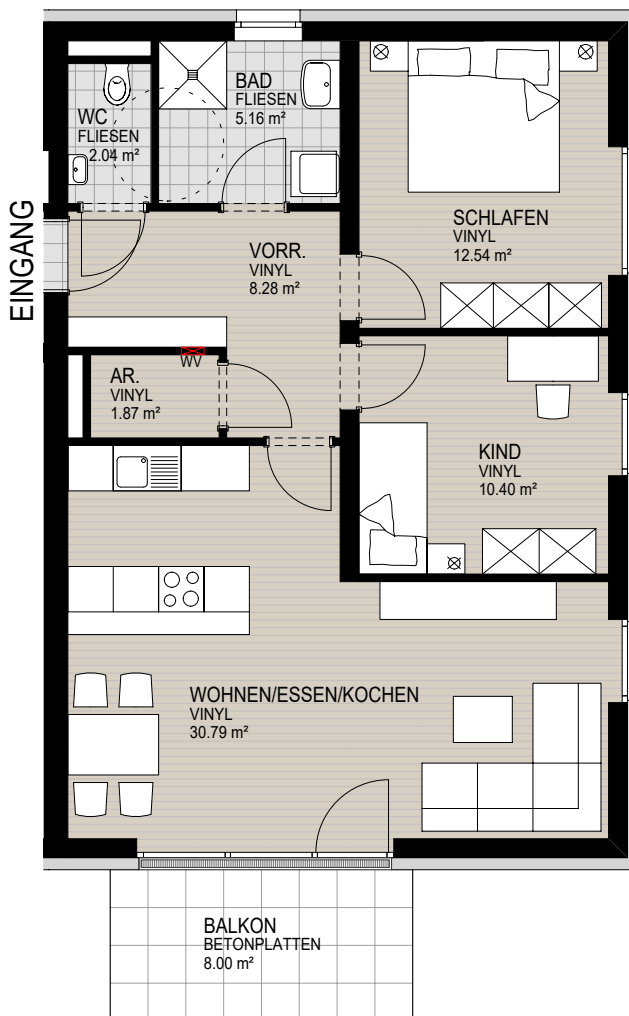 BAD
FLIESEN
5.16 m²
WC
FLIESEN
2.04 m²
EINGANG
SCHLAFEN
VINYL
12.54 m²
VORR.
VINYL
8.28 m²
WV
AR.
VINYL
1.87 m²
KIND
VINYL
10.40 m²
WOHNEN/ESSEN/KOCHEN
VINYL
30.79 m²
BALKON
BETONPLATTEN
8.00 m²